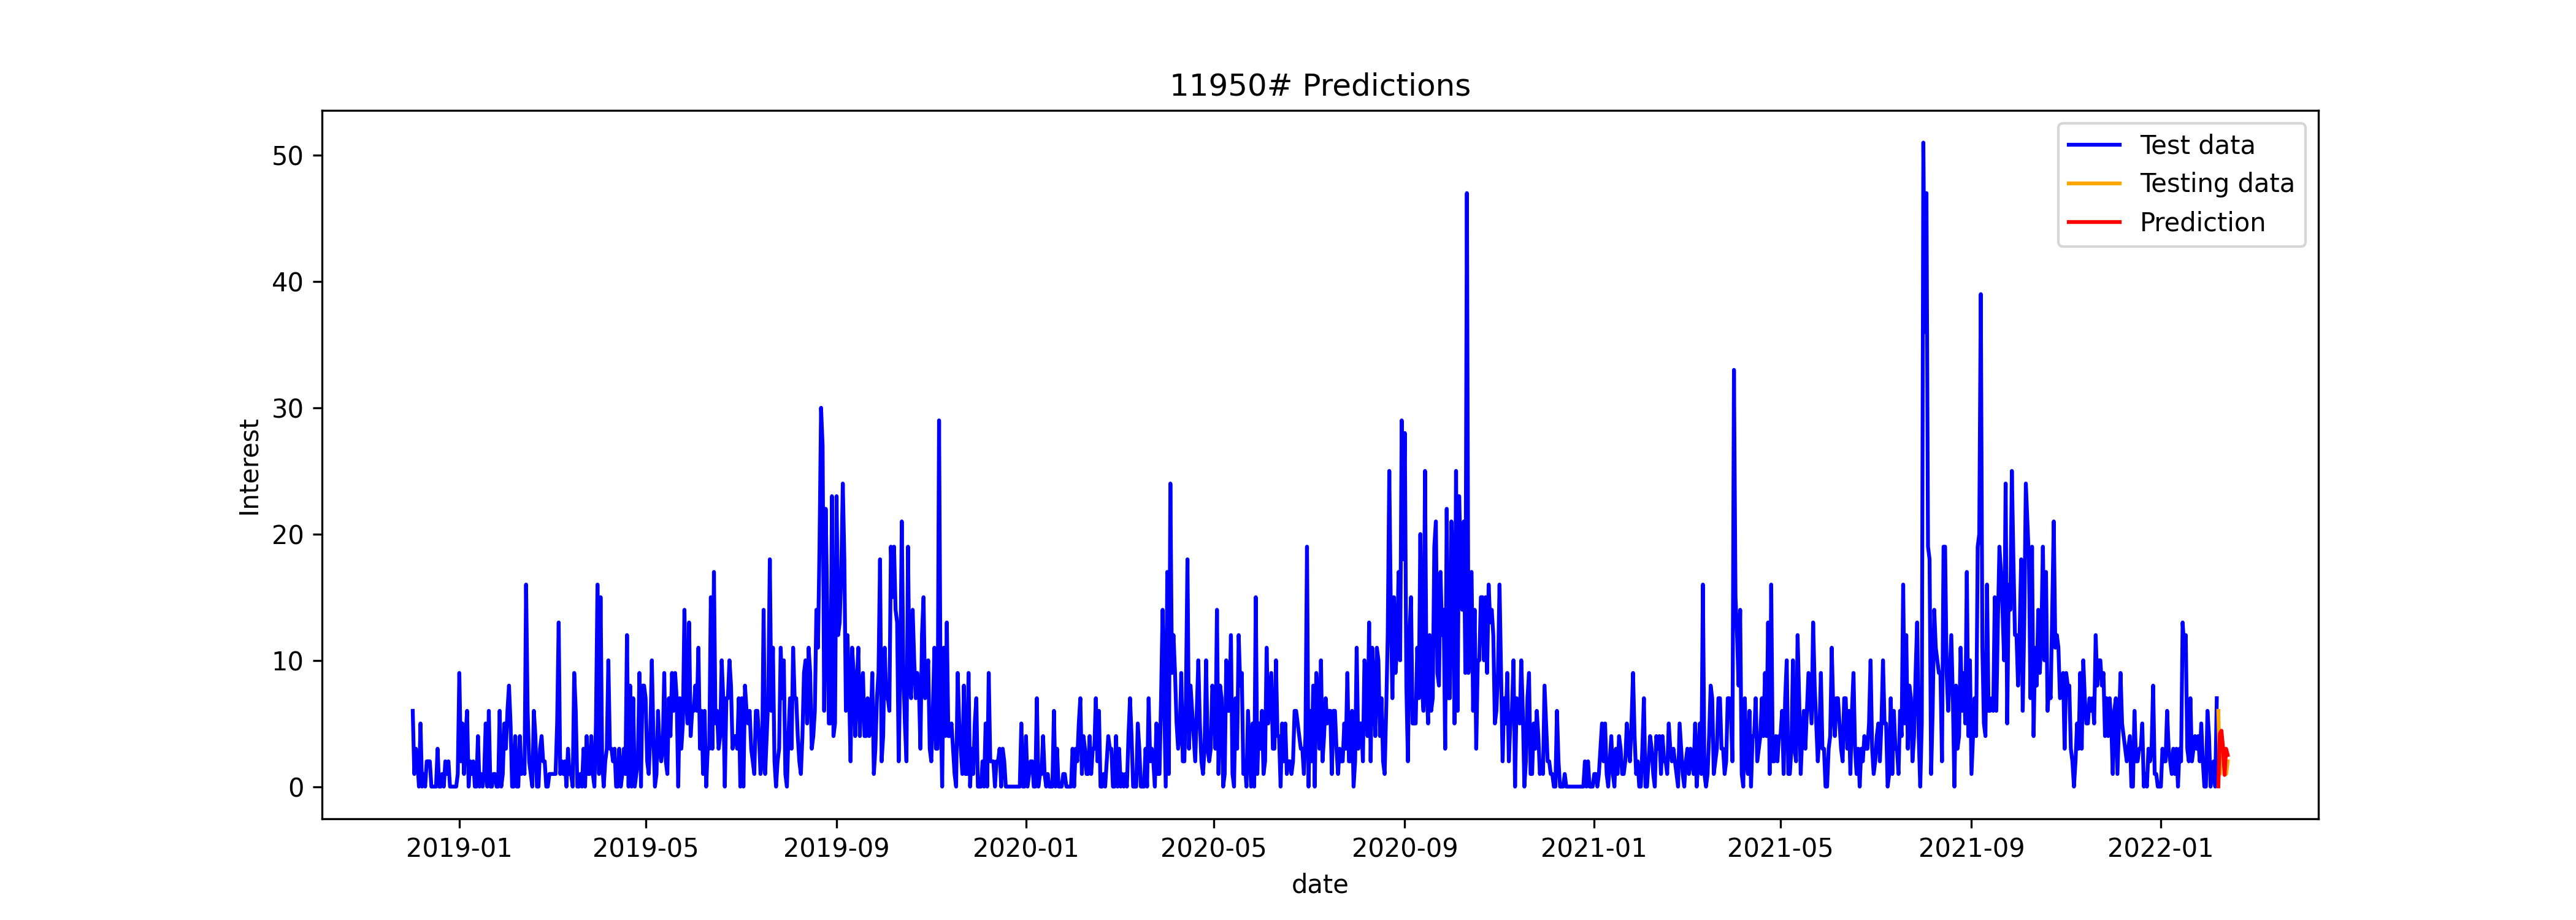 11950# Predictions
Test data
Testing data
Prediction
Interest
50
40
30
20
10
0
2019-01 2019-05 2019-09 2020-01 2020-05 2020-09 2021-01 2021-05 2021-09 2022-01
date